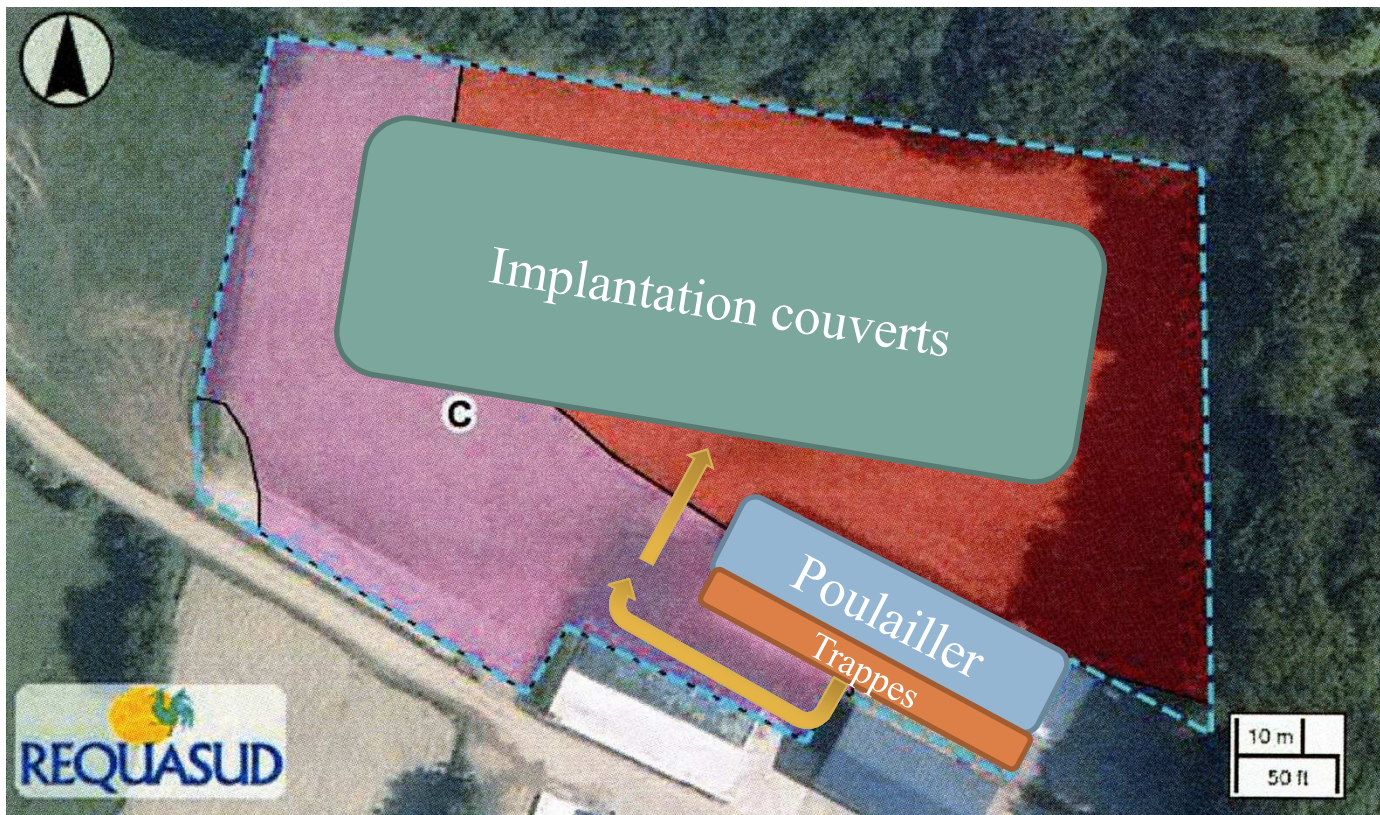 Implantation couverts
C
Poulailler
Trappes
REQUASUD
10 m
50 ft